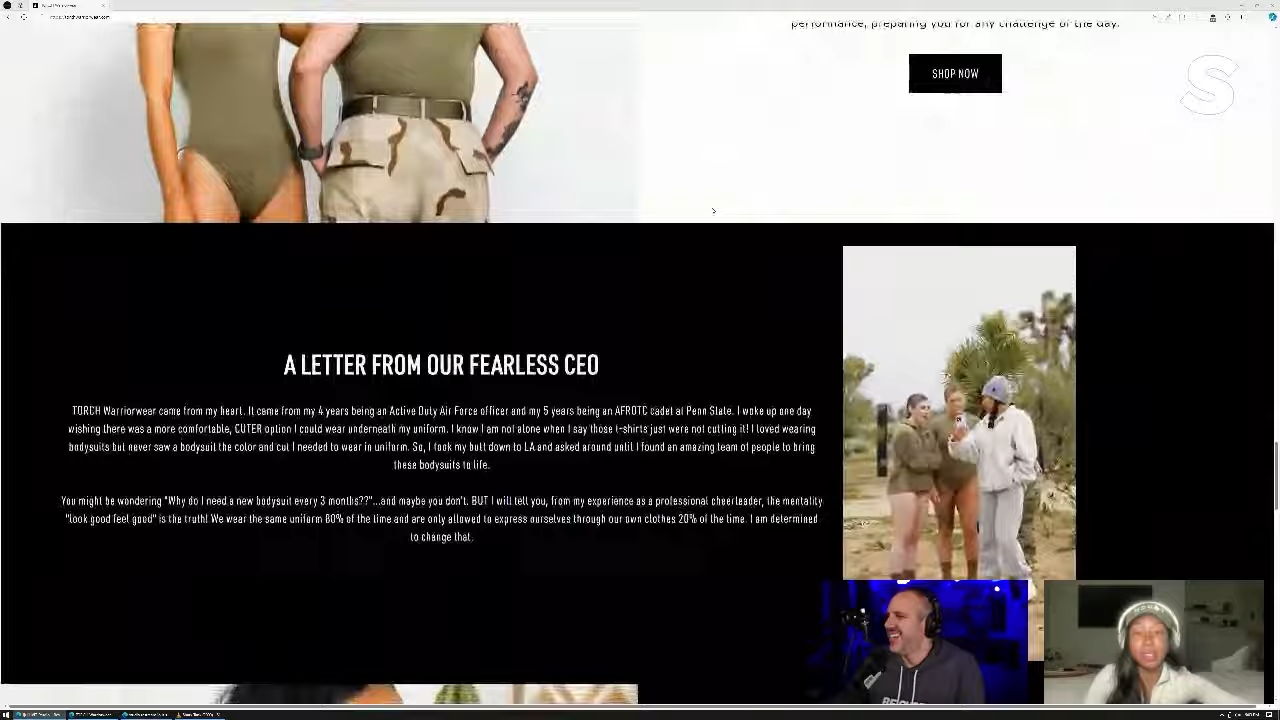 performance, preparing you for any challenge of the day.
SHOP NOW
S
A LETTER FROM OUR FEARLESS CEO
TORCH Warriorwear came from my heart. It came from my 4 years being an Active Duty Air Force officer and my 5 years being an AFROTC cadet at Penn State. I woke up one day
wishing there was a more comfortable, CUTER option I could wear underneath my uniform. I know I am not alone when I say those t-shirts just were not cutting it! I loved wearing
bodysuits but never saw a bodysuit the color and cut I needed to wear in uniform. So, I took my butt down to LA and asked around until I found an amazing team of people to bring
these bodysuits to life.
You might be wondering "Why do I need a new bodysuit every 3 months??"...and maybe you don't. BUT I will tell you, from my experience as a professional cheerleader, the mentality
"look good feel good" is the truth! We wear the same uniform 80% of the time and are only allowed to express ourselves through our own clothes 20% of the time. I am determined
to change that.